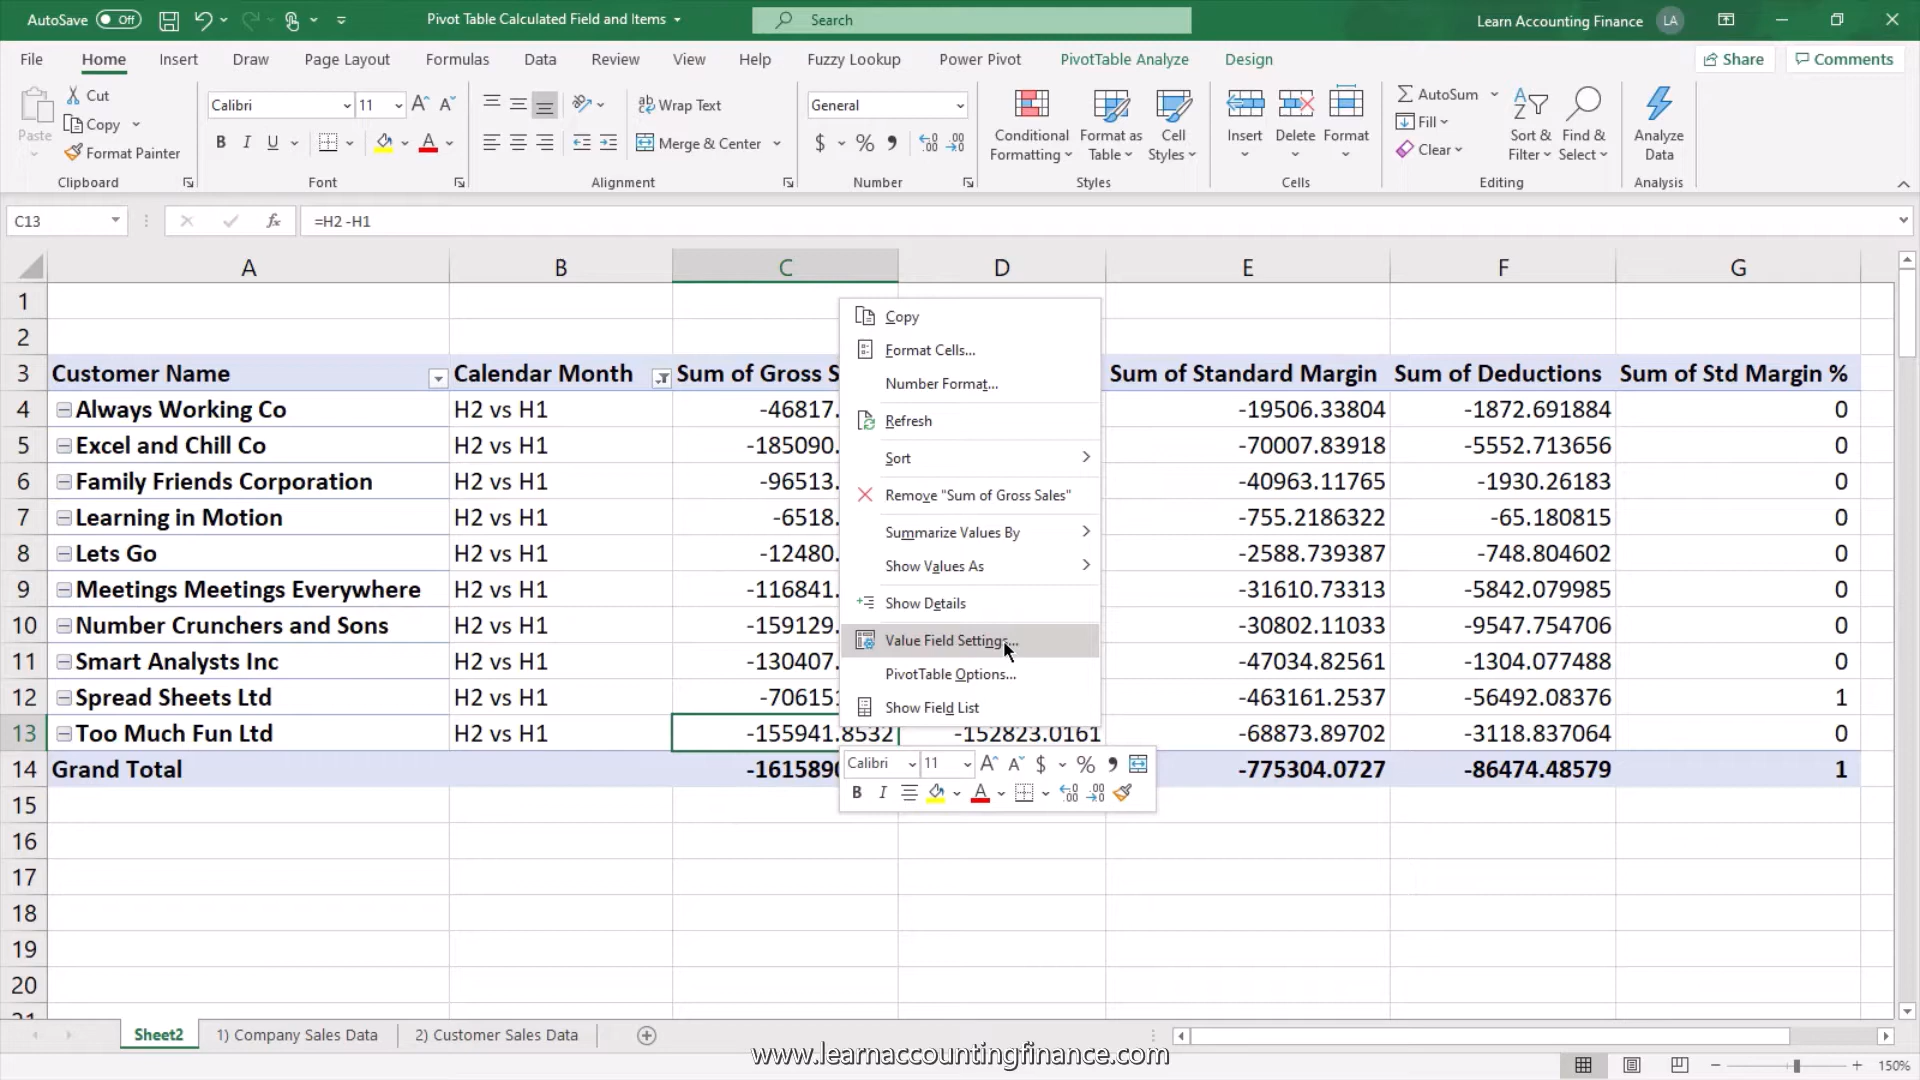 AutoSave Off Pivot Table Calculated Field and Items Search Learn Accounting Finance LA
File Home Insert Draw Page Layout Formulas Data Review View Help Fuzzy Lookup Power Pivot PivotTable Analyze Design Share Comments
Paste Cut Copy Format Painter Clipboard
Calibri 11 B I U Font
Wrap Text Merge & Center Alignment
General $ % Number
Conditional Formatting Format as Table Cell Styles Styles
Insert Delete Format Cells
AutoSum Fill Clear Sort & Filter Find & Select Editing
Analyze Data Analysis
C13 fx =H2 -H1
A B C D E F G
1
2
3 Customer Name Calendar Month Sum of Gross S Sum of Standard Margin Sum of Deductions Sum of Std Margin %
4 Always Working Co H2 vs H1 -46817. -19506.33804 -1872.691884 0
5 Excel and Chill Co H2 vs H1 -185090. -70007.83918 -5552.713656 0
6 Family Friends Corporation H2 vs H1 -96513. -40963.11765 -1930.26183 0
7 Learning in Motion H2 vs H1 -6518. -755.2186322 -65.180815 0
8 Lets Go H2 vs H1 -12480. -2588.739387 -748.804602 0
9 Meetings Meetings Everywhere H2 vs H1 -116841. -31610.73313 -5842.079985 0
10 Number Crunchers and Sons H2 vs H1 -159129. -30802.11033 -9547.754706 0
11 Smart Analysts Inc H2 vs H1 -130407. -47034.82561 -1304.077488 0
12 Spread Sheets Ltd H2 vs H1 -706151 -463161.2537 -56492.08376 1
13 Too Much Fun Ltd H2 vs H1 -155941.8532 -152823.0161 -68873.89702 -3118.837064 0
14 Grand Total -1615890 -775304.0727 -86474.48579 1
15
16
17
18
19
20
21
Copy
Format Cells...
Number Format...
Refresh
Sort
Remove "Sum of Gross Sales"
Summarize Values By
Show Values As
Show Details
Value Field Settings...
PivotTable Options...
Show Field List
Calibri 11 $ %
B I
Sheet2 1) Company Sales Data 2) Customer Sales Data
www.learnaccountingfinance.com
150%